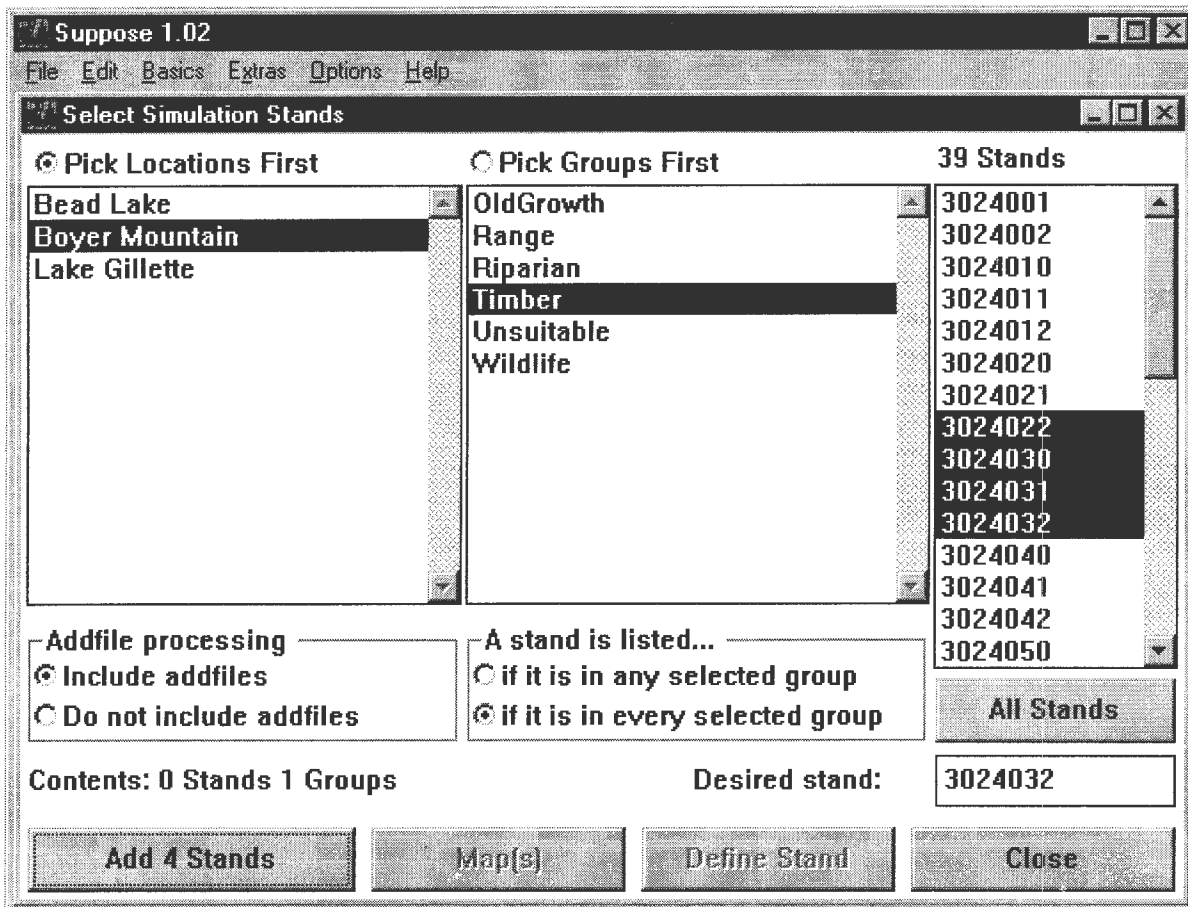 Suppose 1.02
File Edit Basics Extras Options Help
Select Simulation Stands
Pick Locations First
Bead Lake
Boyer Mountain
Lake Gillette
Pick Groups First
OldGrowth
Range
Riparian
Timber
Unsuitable
Wildlife
39 Stands
3024001
3024002
3024010
3024011
3024012
3024020
3024021
3024022
3024030
3024031
3024032
3024040
3024041
3024042
3024050
Addfile processing
Include addfiles
Do not include addfiles
A stand is listed...
if it is in any selected group
if it is in every selected group
All Stands
Contents: 0 Stands 1 Groups
Desired stand: 3024032
Add 4 Stands
Map(s)
Define Stand
Close